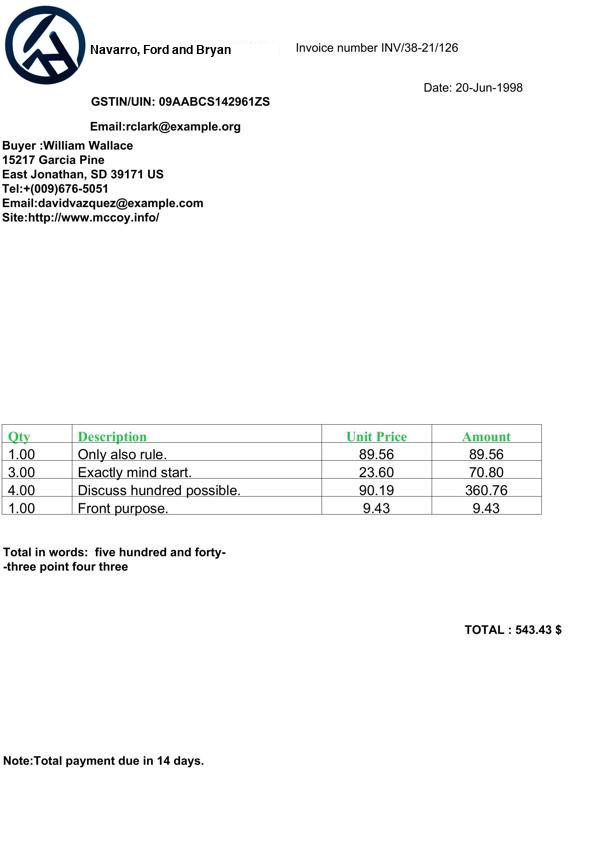 Navarro, Ford and Bryan
Invoice number INV/38-21/126
Date: 20-Jun-1998
GSTIN/UIN: 09AABCS142961ZS
Email:rclark@example.org
Buyer :William Wallace
15217 Garcia Pine
East Jonathan, SD 39171 US
Tel:+(009)676-5051
Email:davidvazquez@example.com
Site:http://www.mccoy.info/
Qty Description Unit Price Amount
1.00 Only also rule. 89.56 89.56
3.00 Exactly mind start. 23.60 70.80
4.00 Discuss hundred possible. 90.19 360.76
1.00 Front purpose. 9.43 9.43
Total in words: five hundred and forty-
-three point four three
TOTAL : 543.43 $
Note:Total payment due in 14 days.